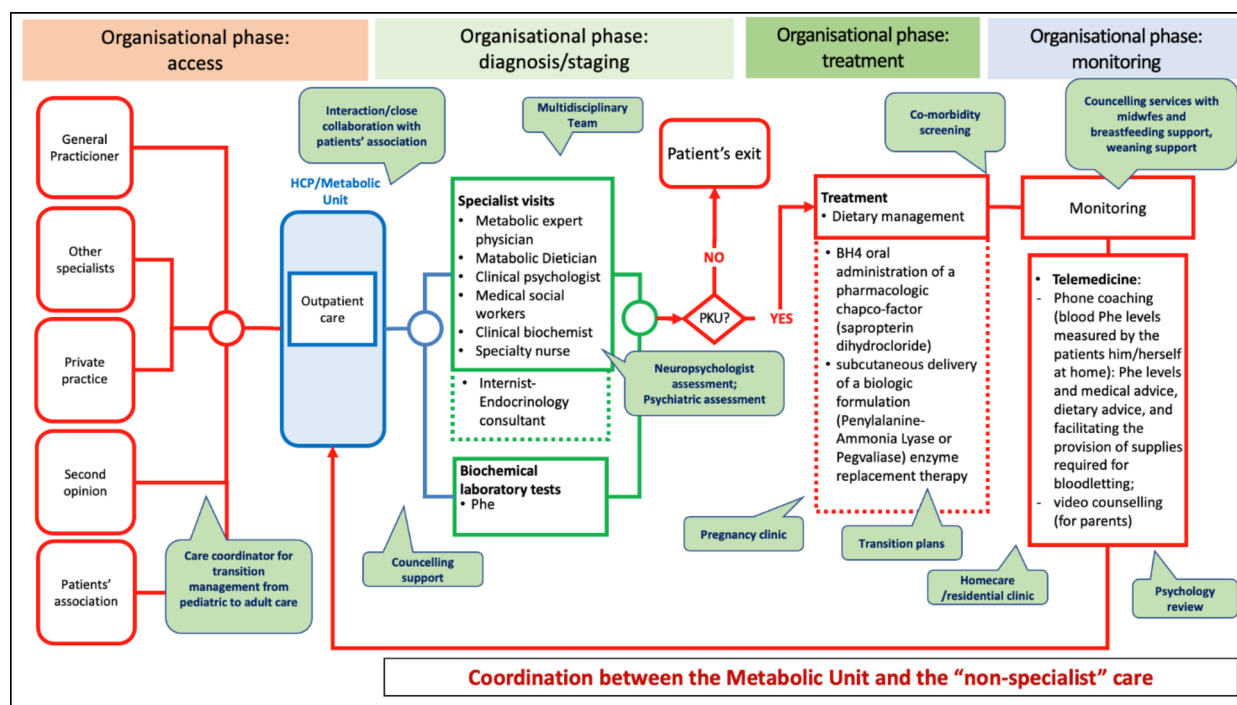 Organisational phase:
access
Organisational phase:
diagnosis/staging
Organisational phase:
treatment
Organisational phase:
monitoring
General
Practicioner
Other
specialists
Private
practice
Second
opinion
Patients’
association
Care coordinator for
transition
management from
pediatric to adult care
Interaction/close
collaboration with
patients’ association
HCP/Metabolic
Unit
Outpatient
care
Councelling
support
Multidisciplinary
Team
Specialist visits
• Metabolic expert
physician
• Matabolic Dietician
• Clinical psychologist
• Medical social
workers
• Clinical biochemist
• Specialty nurse
• Internist-
Endocrinology
consultant
Neuropsychologist
assessment;
Psychiatric assessment
Biochemical
laboratory tests
• Phe
Patient’s exit
NO
PKU?
YES
Co-morbidity
screening
Treatment
• Dietary management
• BH4 oral
administration of a
pharmacologic
chapco-factor
(sapropterin
dihydrocloride)
• subcutaneous delivery
of a biologic
formulation
(Penylalanine-
Ammonia Lyase or
Pegvaliase) enzyme
replacement therapy
Pregnancy clinic
Transition plans
Councelling services with
midwfes and
breastfeeding support,
weaning support
Monitoring
• Telemedicine:
- Phone coaching
(blood Phe levels
measured by the
patients him/herself
at home): Phe levels
and medical advice,
dietary advice, and
facilitating the
provision of supplies
required for
bloodletting;
- video counselling
(for parents)
Homecare
/residential clinic
Psychology
review
Coordination between the Metabolic Unit and the “non-specialist” care